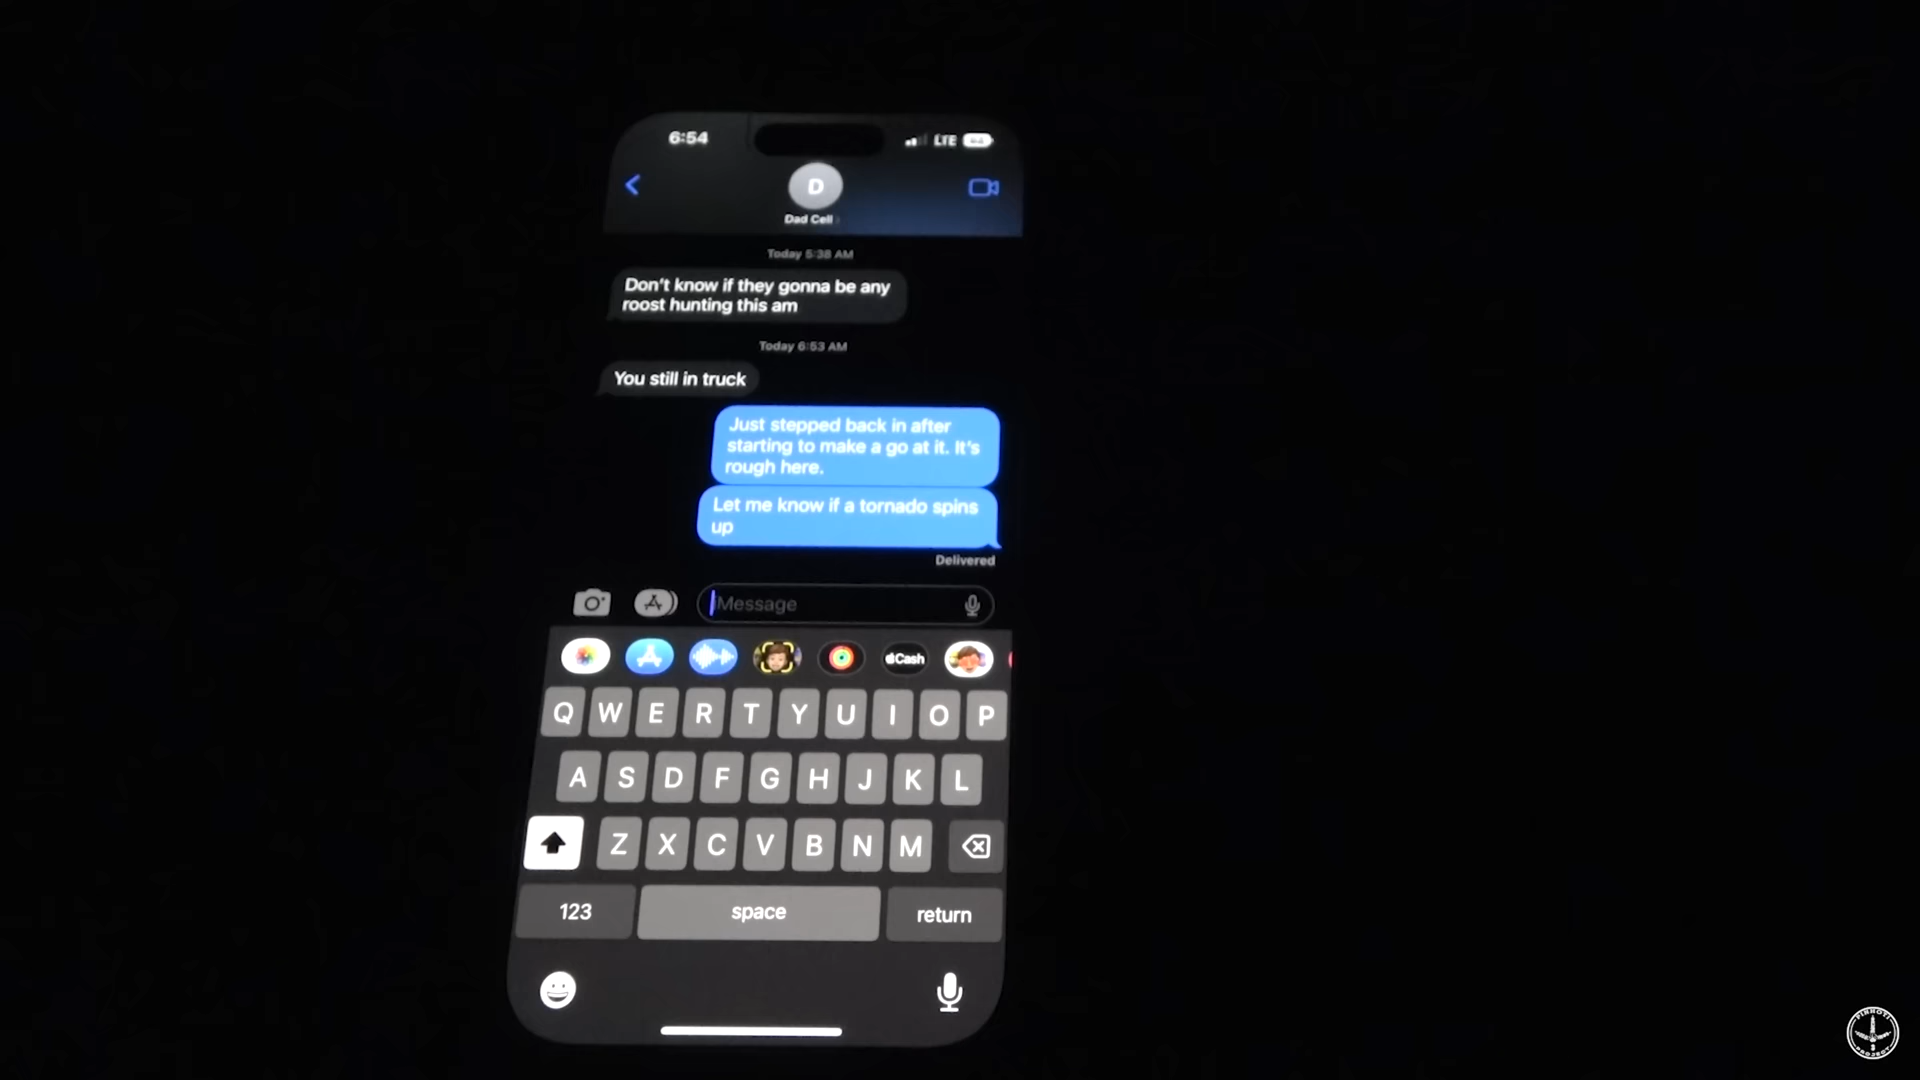 6:54
LTE
D
Dad Cell
Today 5:38 AM
Don't know if they gonna be any
roost hunting this am
Today 6:53 AM
You still in truck
Just stepped back in after
starting to make a go at it. It's
rough here.
Let me know if a tornado spins
up
Delivered
iMessage
Cash
Q W E R T Y U I O P
A S D F G H J K L
Z X C V B N M
123 space return
PROJECT